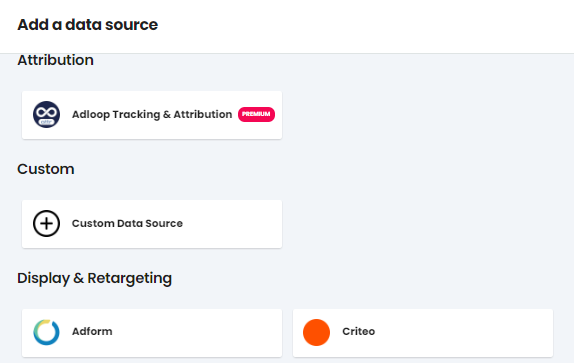 Add a data source
Attribution
Adloop Tracking & Attribution PREMIUM
Custom
Custom Data Source
Display & Retargeting
Adform
Criteo